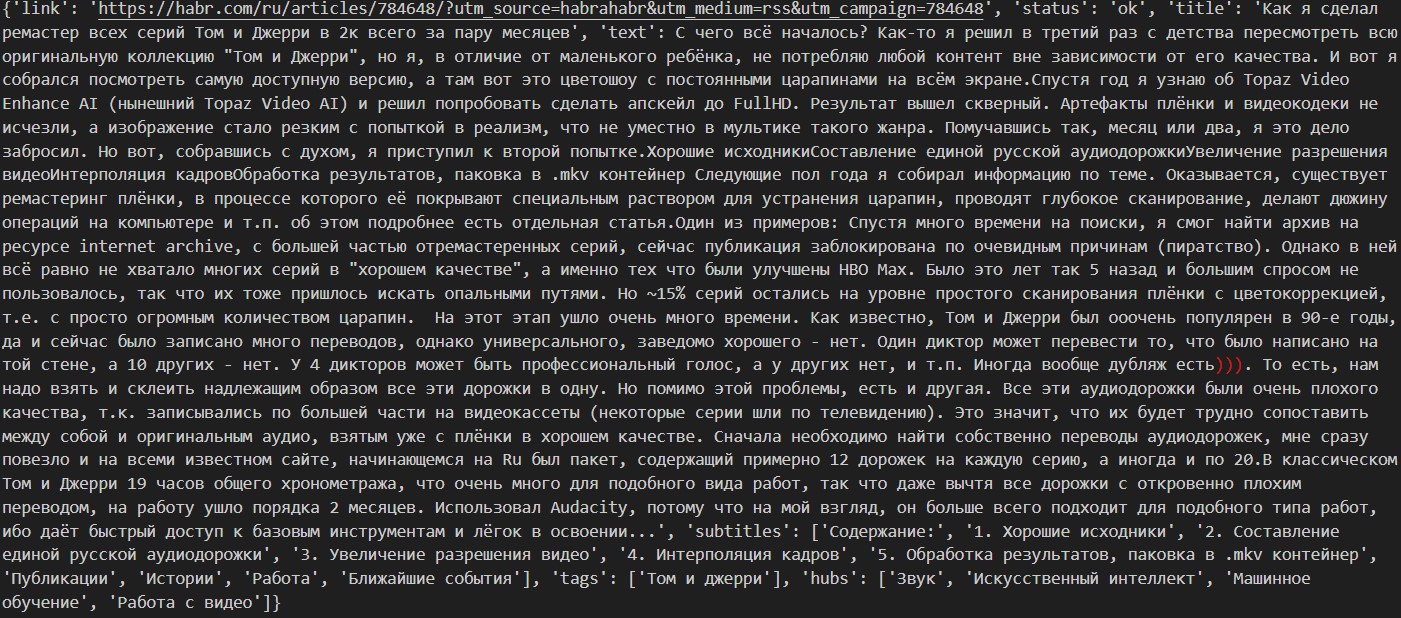 {'link': 'https://habr.com/ru/articles/784648/?utm_source=habrahabr&utm_medium=rss&utm_campaign=784648', 'status': 'ok', 'title': 'Как я сделал
ремастер всех серий Том и Джерри в 2к всего за пару месяцев', 'text': С чего всё началось? Как-то я решил в третий раз с детства пересмотреть всю
оригинальную коллекцию "Том и Джерри", но я, в отличие от маленького ребёнка, не потребляю любой контент вне зависимости от его качества. И вот я
собрался посмотреть самую доступную версию, а там вот это цветошоу с постоянными царапинами на всём экране.Спустя год я узнаю об Topaz Video
Enhance AI (нынешний Topaz Video AI) и решил попробовать сделать апскейл до FullHD. Результат вышел скверный. Артефакты плёнки и видеокодеки не
исчезли, а изображение стало резким с попыткой в реализм, что не уместно в мультике такого жанра. Помучавшись так, месяц или два, я это дело
забросил. Но вот, собравшись с духом, я приступил к второй попытке.Хорошие исходникиСоставление единой русской аудиодорожкиУвеличение разрешения
видеоИнтерполяция кадровОбработка результатов, паковка в .mkv контейнер Следующие пол года я собирал информацию по теме. Оказывается, существует
ремастеринг плёнки, в процессе которого её покрывают специальным раствором для устранения царапин, проводят глубокое сканирование, делают дюжину
операций на компьютере и т.п. об этом подробнее есть отдельная статья.Один из примеров: Спустя много времени на поиски, я смог найти архив на
ресурсе internet archive, с большей частью отремастеренных серий, сейчас публикация заблокирована по очевидным причинам (пиратство). Однако в ней
всё равно не хватало многих серий в "хорошем качестве", а именно тех что были улучшены HBO Max. Было это лет так 5 назад и большим спросом не
пользовалось, так что их тоже пришлось искать опальными путями. Но ~15% серий остались на уровне простого сканирования плёнки с цветокоррекцией,
т.е. с просто огромным количеством царапин.  На этот этап ушло очень много времени. Как известно, Том и Джерри был ооочень популярен в 90-е годы,
да и сейчас было записано много переводов, однако универсального, заведомо хорошего - нет. Один диктор может перевести то, что было написано на
той стене, а 10 других - нет. У 4 дикторов может быть профессиональный голос, а у других нет, и т.п. Иногда вообще дубляж есть))). То есть, нам
надо взять и склеить надлежащим образом все эти дорожки в одну. Но помимо этой проблемы, есть и другая. Все эти аудиодорожки были очень плохого
качества, т.к. записывались по большей части на видеокассеты (некоторые серии шли по телевидению). Это значит, что их будет трудно сопоставить
между собой и оригинальным аудио, взятым уже с плёнки в хорошем качестве. Сначала необходимо найти собственно переводы аудиодорожек, мне сразу
повезло и на всеми известном сайте, начинающемся на Ru был пакет, содержащий примерно 12 дорожек на каждую серию, а иногда и по 20.В классическом
Том и Джерри 19 часов общего хронометража, что очень много для подобного вида работ, так что даже вычтя все дорожки с откровенно плохим
переводом, на работу ушло порядка 2 месяцев. Использовал Audacity, потому что на мой взгляд, он больше всего подходит для подобного типа работ,
ибо даёт быстрый доступ к базовым инструментам и лёгок в освоении...', 'subtitles': ['Содержание:', '1. Хорошие исходники', '2. Составление
единой русской аудиодорожки', '3. Увеличение разрешения видео', '4. Интерполяция кадров', '5. Обработка результатов, паковка в .mkv контейнер',
'Публикации', 'Истории', 'Работа', 'Ближайшие события'], 'tags': ['Том и джерри'], 'hubs': ['Звук', 'Искусственный интеллект', 'Машинное
обучение', 'Работа с видео']}